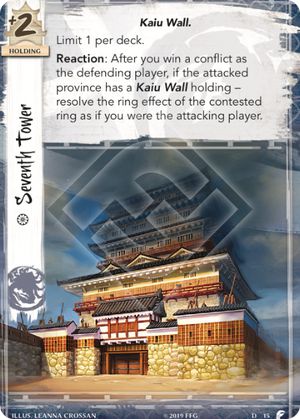 +2
HOLDING
Kaiu Wall.
Limit 1 per deck.
Reaction: After you win a conflict as
the defending player, if the attacked
province has a Kaiu Wall holding –
resolve the ring effect of the contested
ring as if you were the attacking player.
Seventh Tower
ILLUS. LEANNA CROSSAN
©2019 FFG
D 15